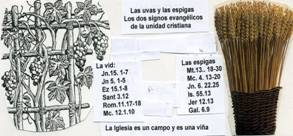 Las uvas y las espigas
Los dos signos evangélicos
de la unidad cristiana
La vid:
Jn.15. 1-7
Jn 5. 1-5
Ez 15.1-8
Sant 3.12
Rom.11.17-18
Mc. 12.1.10
Las espigas:
Mt.13.. 18-30
Mc. 4. 13-20
Jn. 6. 22.25
Is. 55.13
Jer 12.13
Gal. 6.9
La Iglesia es un campo y es una viña